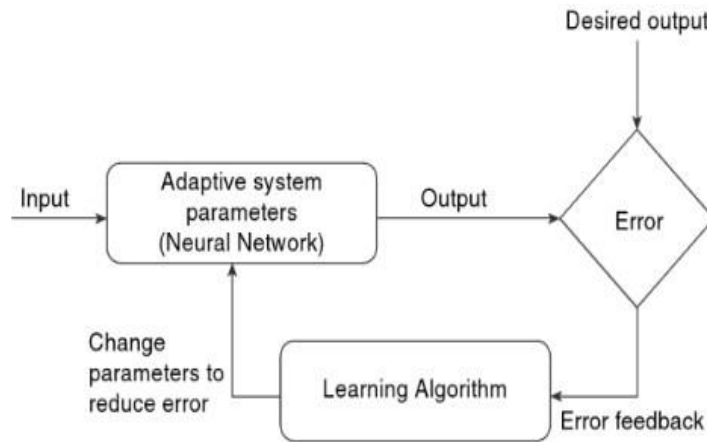 Desired output
Input
Adaptive system
parameters
(Neural Network)
Output
Error
Change
parameters to
reduce error
Learning Algorithm
Error feedback